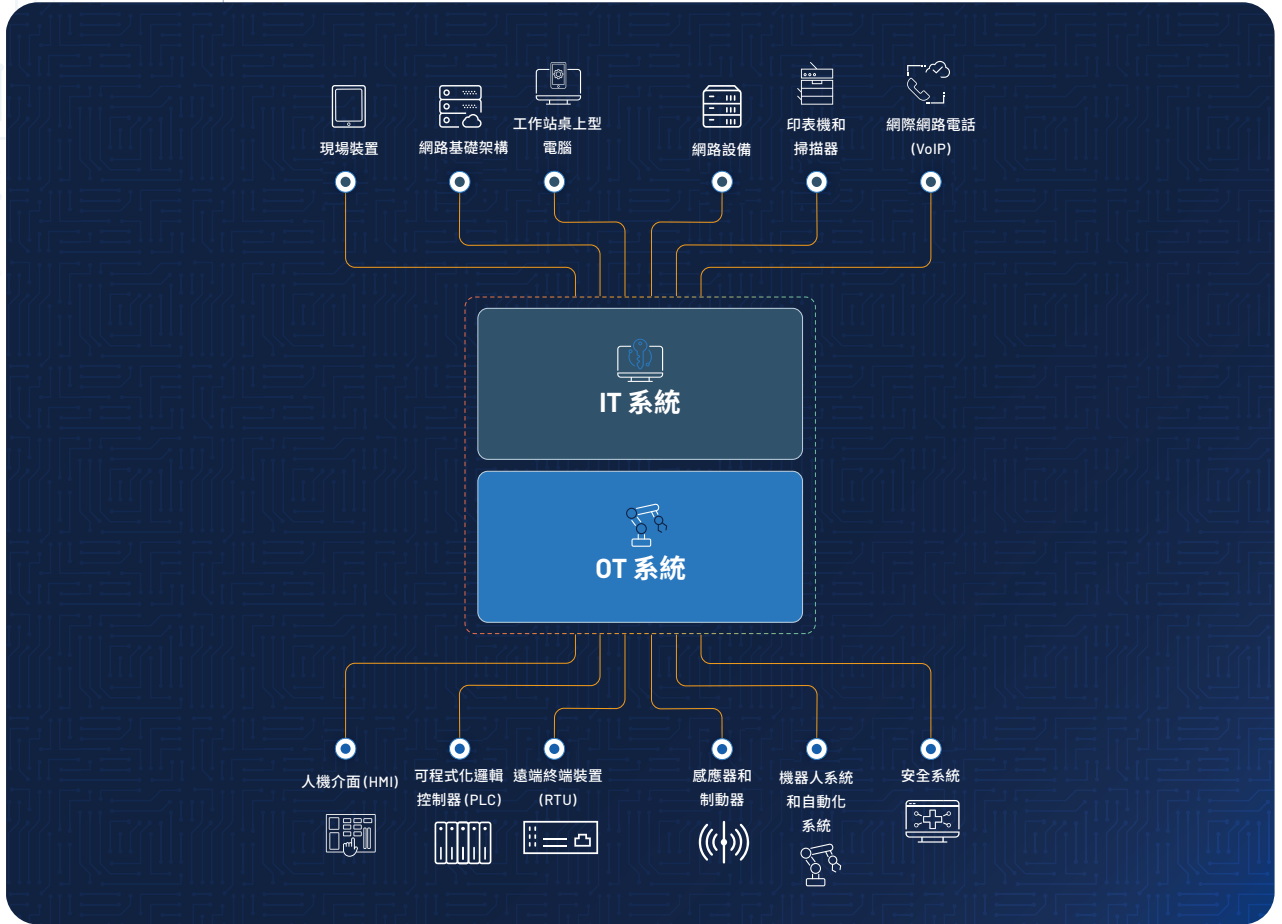 現場裝置
網路基礎架構
工作站桌上型
電腦
網路設備
印表機和
掃描器
網際網路電話
(VoIP)
IT 系統
OT 系統
人機介面 (HMI)
可程式化邏輯
控制器 (PLC)
遠端終端裝置
(RTU)
感應器和
制動器
機器人系統
和自動化
系統
安全系統